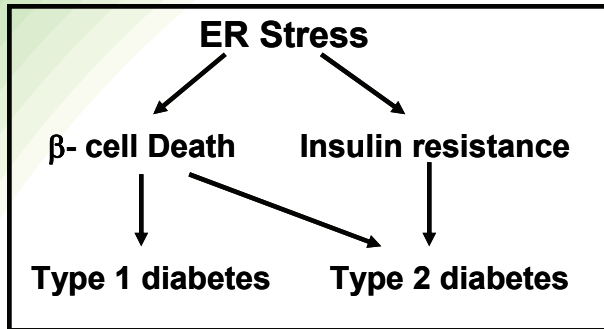 ER Stress
β- cell Death Insulin resistance
Type 1 diabetes Type 2 diabetes